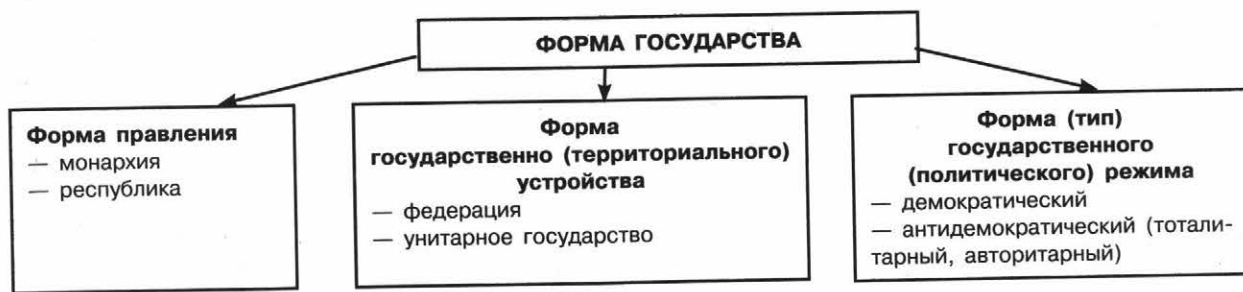 ФОРМА ГОСУДАРСТВА
Форма правления
— монархия
— республика
Форма
государственно (территориального)
устройства
— федерация
— унитарное государство
Форма (тип)
государственного
(политического) режима
— демократический
— антидемократический (тотали-
тарный, авторитарный)